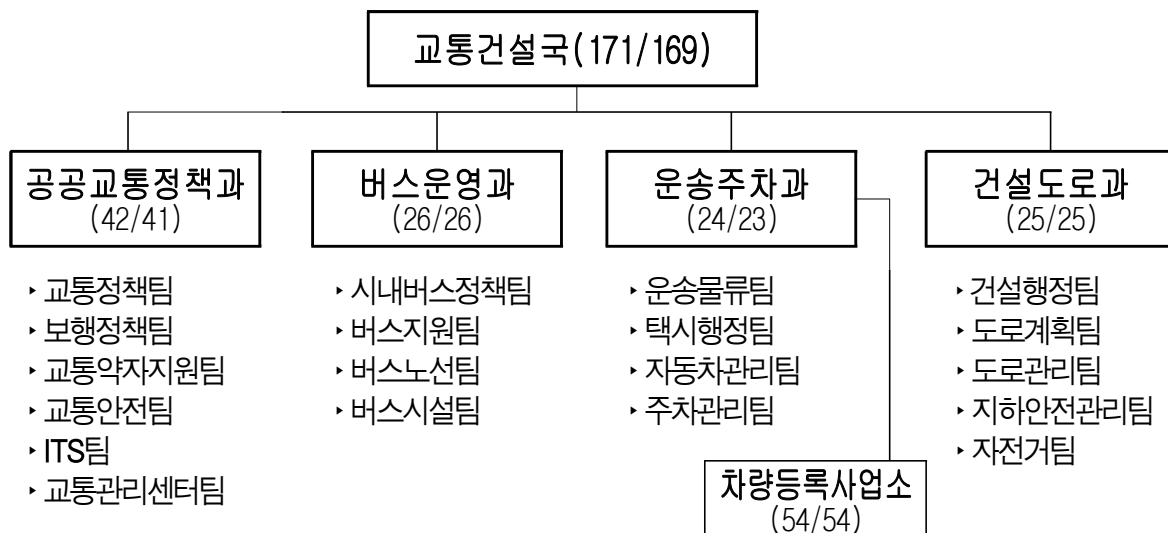 교통건설국(171/169)
공공교통정책과
(42/41)
‣ 교통정책팀
‣ 보행정책팀
‣ 교통약자지원팀
‣ 교통안전팀
‣ ITS팀
‣ 교통관리센터팀
버스운영과
(26/26)
‣ 시내버스정책팀
‣ 버스지원팀
‣ 버스노선팀
‣ 버스시설팀
운송주차과
(24/23)
‣ 운송물류팀
‣ 택시행정팀
‣ 자동차관리팀
‣ 주차관리팀
차량등록사업소
(54/54)
건설도로과
(25/25)
‣ 건설행정팀
‣ 도로계획팀
‣ 도로관리팀
‣ 지하안전관리팀
‣ 자전거팀